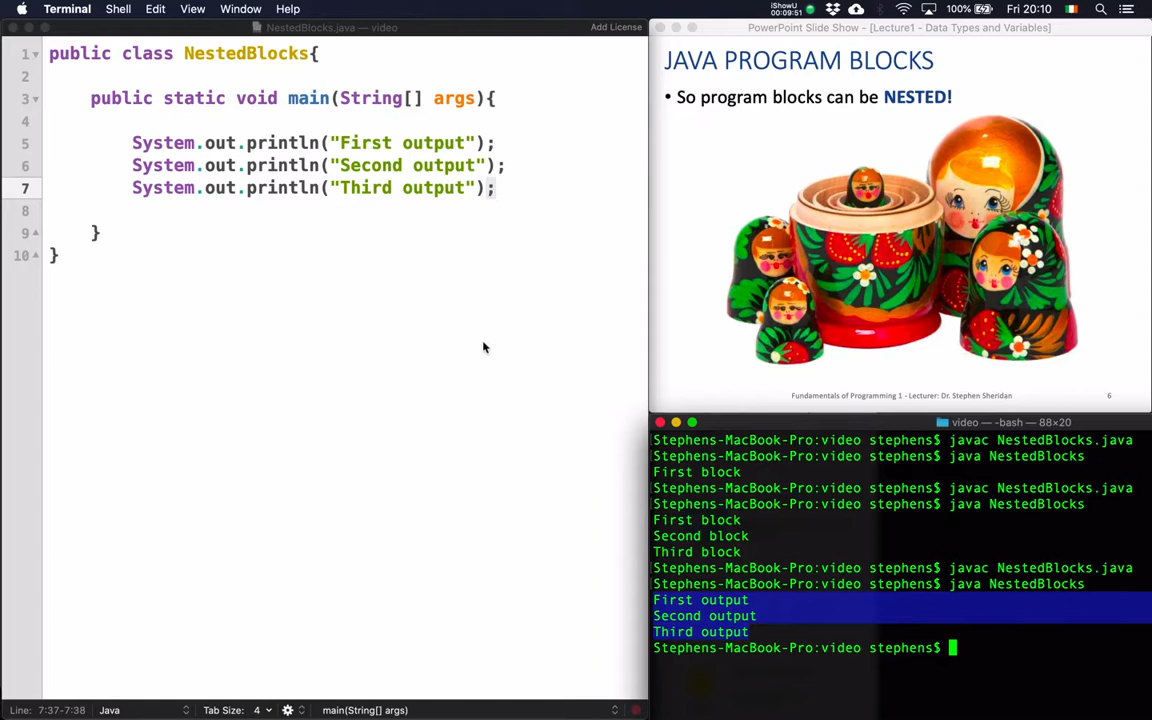 Terminal Shell Edit View Window Help iShowU 00:09:51 100% Fri 20:10
NestedBlocks.java — video Add License
1 public class NestedBlocks{
2
3 public static void main(String[] args){
4
5 System.out.println("First output");
6 System.out.println("Second output");
7 System.out.println("Third output");
8
9 }
10 }
Line: 7:37-7:38 Java Tab Size: 4 main(String[] args)
PowerPoint Slide Show - [Lecture1 - Data Types and Variables]
JAVA PROGRAM BLOCKS
• So program blocks can be NESTED!
Fundamentals of Programming 1 - Lecturer: Dr. Stephen Sheridan 6
video — -bash — 88×20
Stephens-MacBook-Pro:video stephens$ javac NestedBlocks.java
Stephens-MacBook-Pro:video stephens$ java NestedBlocks
First block
Stephens-MacBook-Pro:video stephens$ javac NestedBlocks.java
Stephens-MacBook-Pro:video stephens$ java NestedBlocks
First block
Second block
Third block
Stephens-MacBook-Pro:video stephens$ javac NestedBlocks.java
Stephens-MacBook-Pro:video stephens$ java NestedBlocks
First output
Second output
Third output
Stephens-MacBook-Pro:video stephens$